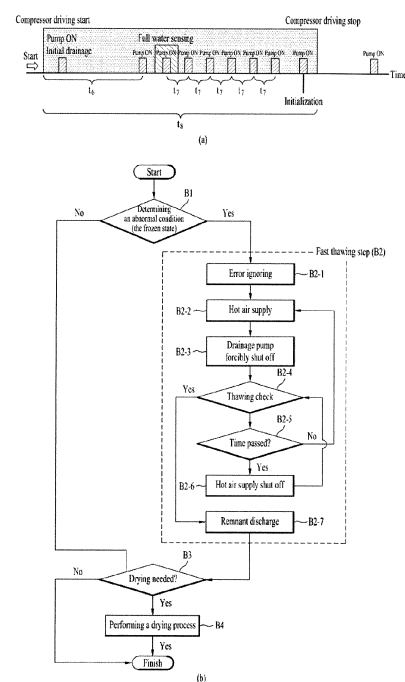 Compressor driving start
Compressor driving stop
Pump ON
Initial drainage
Full water sensing
Pump ON
Pump ON
Pump ON
Pump ON
Pump ON
Pump ON
Pump ON
Pump ON
Pump ON
Start
Time
t6
t7
t7
t7
t7
t7
Initialization
t8
(a)
Start
B1
No
Determining
an abnormal condition
(the frozen state)
Yes
Fast thawing step (B2)
Error ignoring
B2-1
B2-2
Hot air supply
B2-3
Drainage pump
forcibly shut off
B2-4
Yes
Thawing check
B2-5
Time passed?
No
Yes
B2-6
Hot air supply shut off
Remnant discharge
B2-7
B3
No
Drying needed?
Yes
Performing a drying process
B4
Yes
Finish
(b)